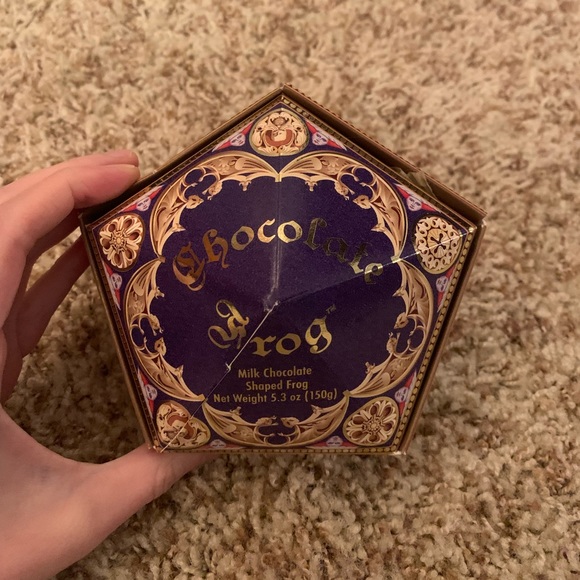 Chocolate
Frog™
Milk Chocolate
Shaped Frog
Net Weight 5.3 oz (150g)